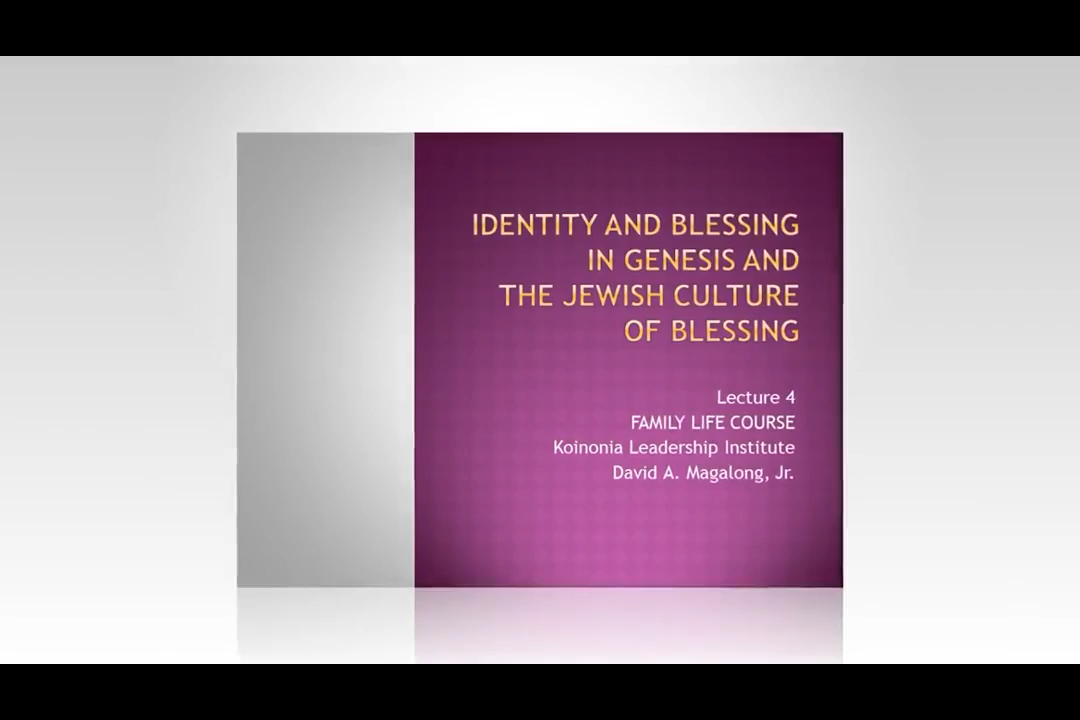 IDENTITY AND BLESSING
IN GENESIS AND
THE JEWISH CULTURE
OF BLESSING
Lecture 4
FAMILY LIFE COURSE
Koinonia Leadership Institute
David A. Magalong, Jr.